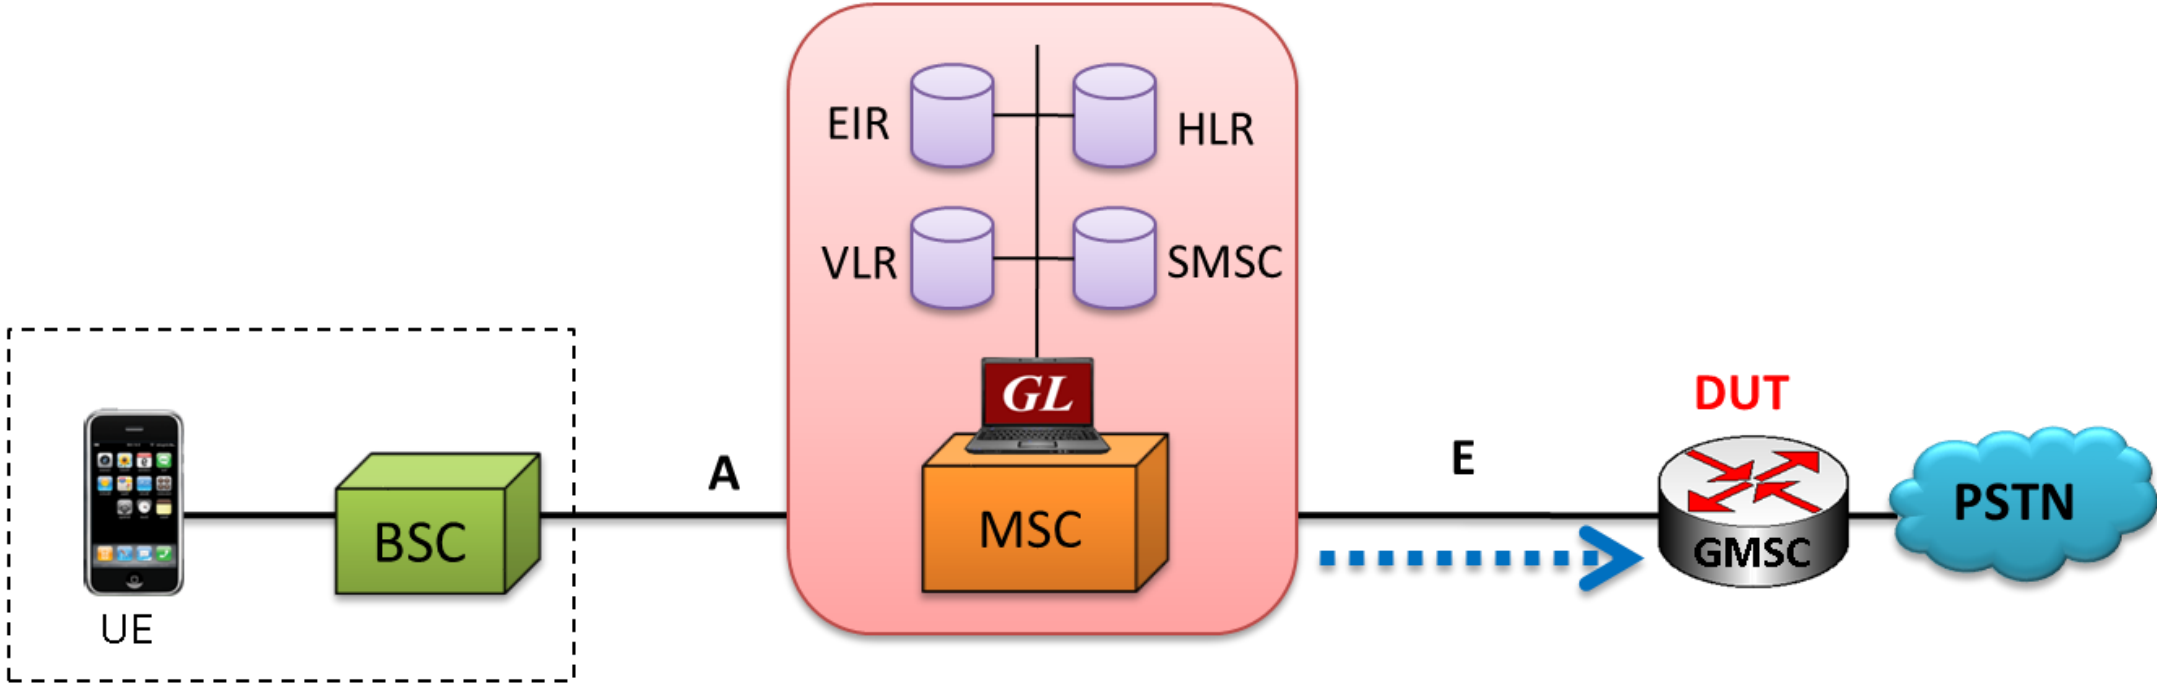 EIR
HLR
VLR
SMSC
GL
DUT
A
E
BSC
MSC
GMSC
PSTN
UE